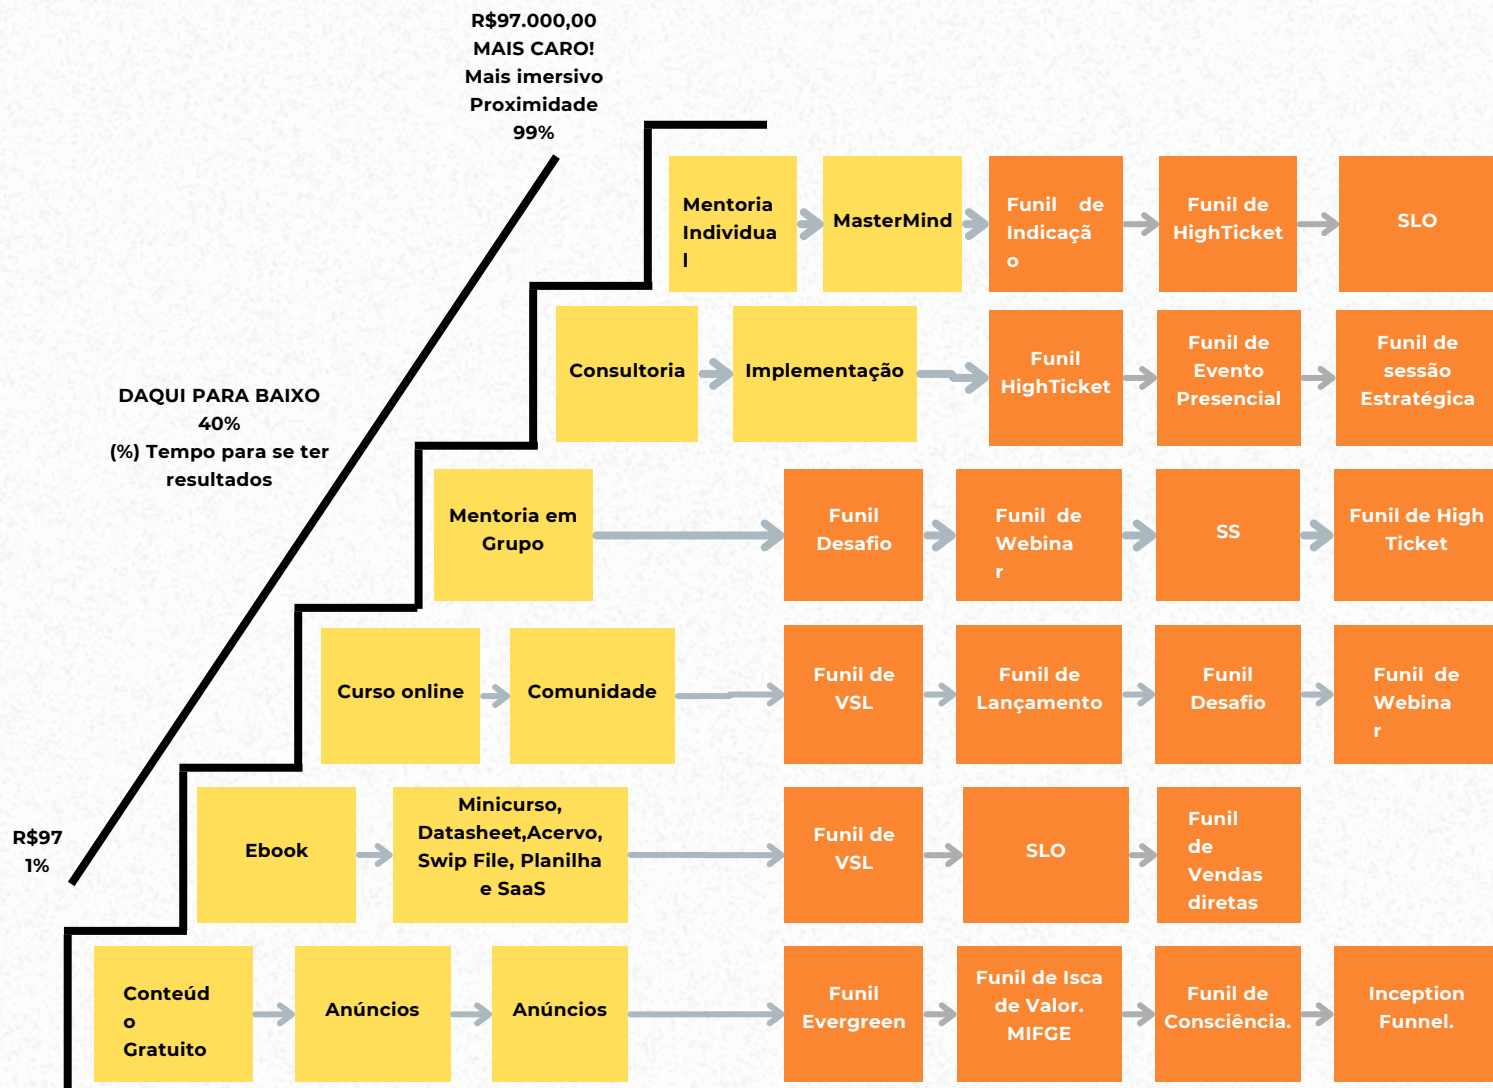 R$97.000,00
MAIS CARO!
Mais imersivo
Proximidade
99%
Mentoria
Individua
l
MasterMind
Funil de
Indicaçã
o
Funil de
HighTicket
SLO
Consultoria
Implementação
Funil
HighTicket
Funil de
Evento
Presencial
Funil de
sessão
Estratégica
DAQUI PARA BAIXO
40%
(%) Tempo para se ter
resultados
Mentoria em
Grupo
Funil
Desafio
Funil de
Webina
r
SS
Funil de High
Ticket
Curso online
Comunidade
Funil de
VSL
Funil de
Lançamento
Funil
Desafio
Funil de
Webina
r
R$97
1%
Ebook
Minicurso,
Datasheet,Acervo,
Swip File, Planilha
e SaaS
Funil de
VSL
SLO
Funil
de
Vendas
diretas
Conteúd
o
Gratuito
Anúncios
Anúncios
Funil
Evergreen
Funil de Isca
de Valor.
MIFGE
Funil de
Consciência.
Inception
Funnel.